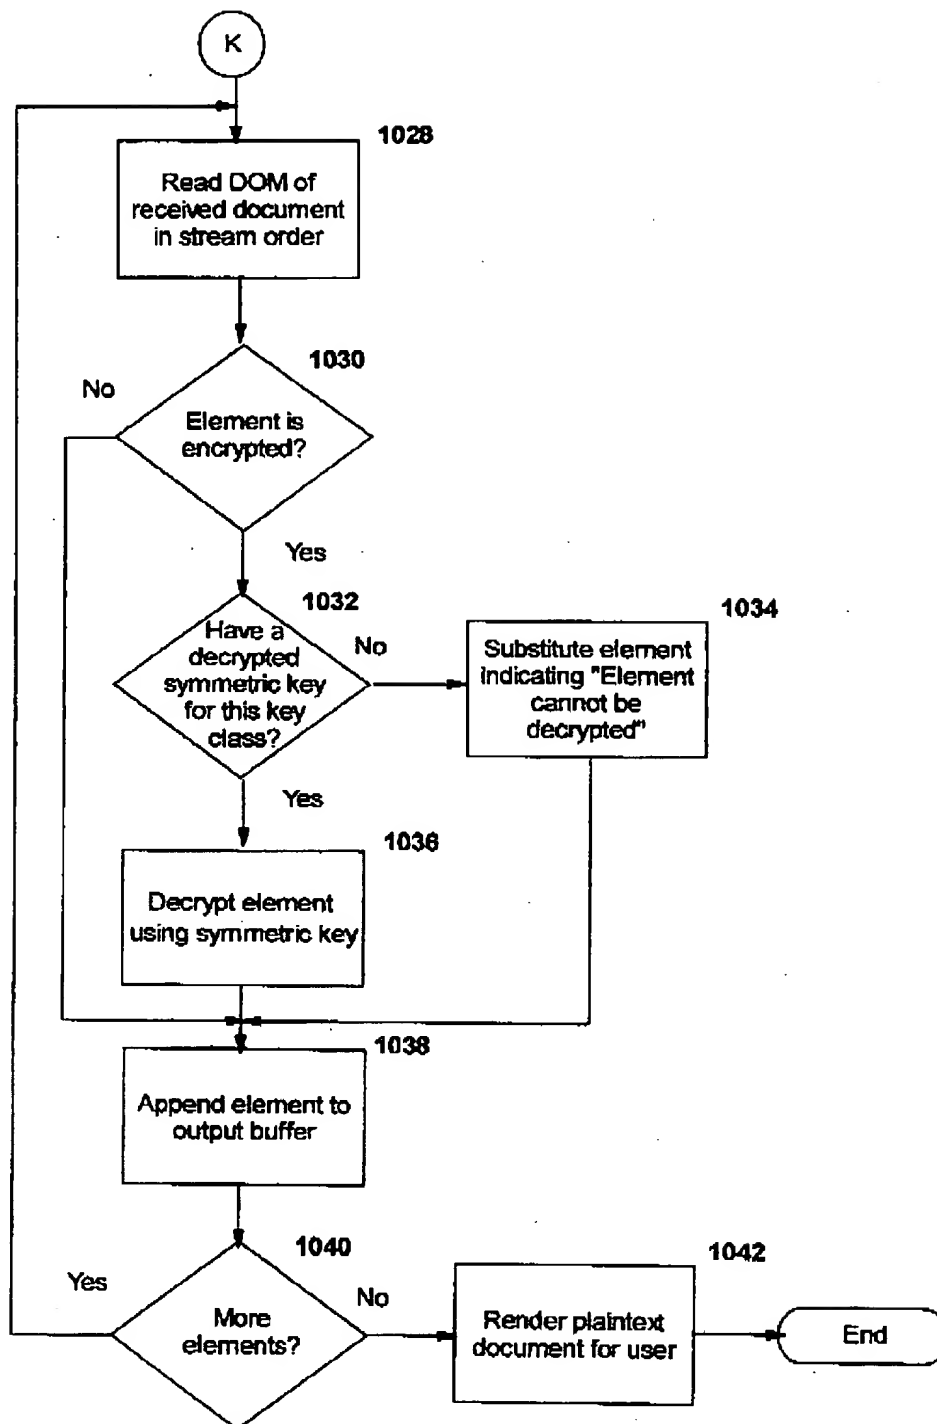 K
1028
Read DOM of
received document
in stream order
1030
No
Element is
encrypted?
Yes
1032
Have a
decrypted
symmetric key
for this key
class?
No
1034
Substitute element
indicating "Element
cannot be
decrypted"
Yes
1036
Decrypt element
using symmetric key
1038
Append element to
output buffer
1040
Yes
More
elements?
No
1042
Render plaintext
document for user
End